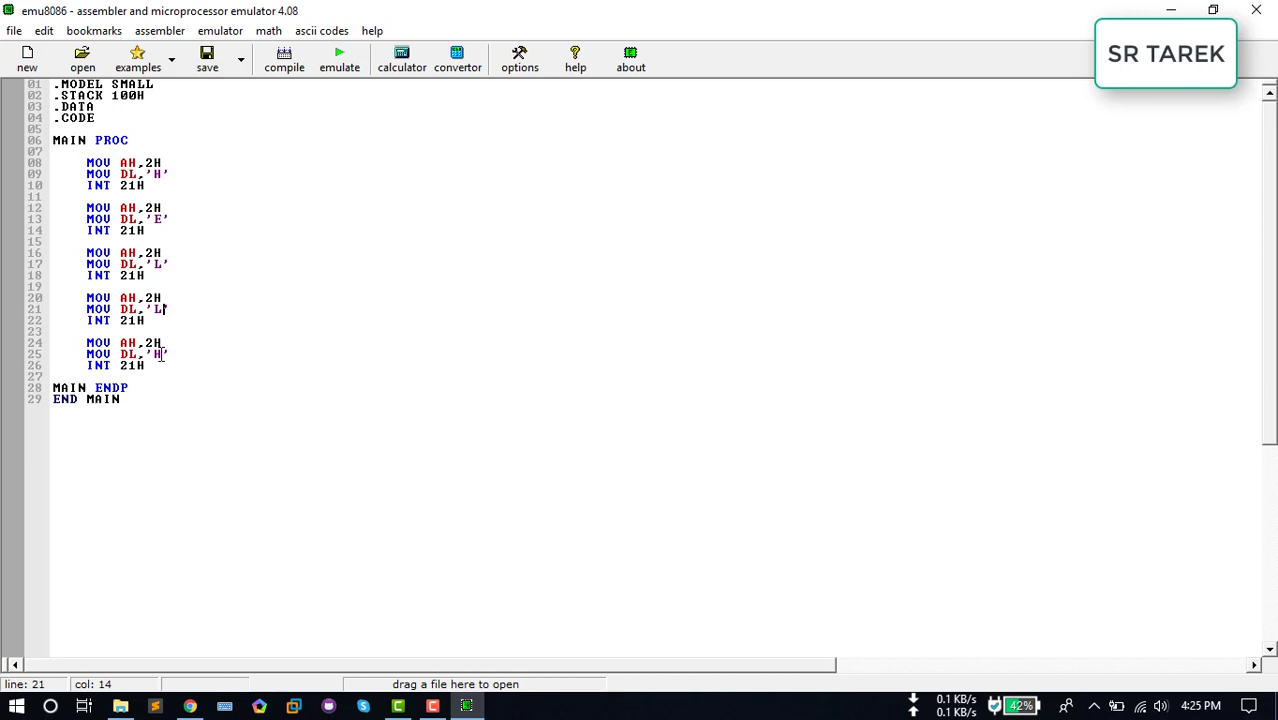 emu8086 - assembler and microprocessor emulator 4.08
file edit bookmarks assembler emulator math ascii codes help
SR TAREK
new open examples save compile emulate calculator convertor options help about
01 .MODEL SMALL
02 .STACK 100H
03 .DATA
04 .CODE
05
06 MAIN PROC
07
08 MOV AH,2H
09 MOV DL,'H'
10 INT 21H
11
12 MOV AH,2H
13 MOV DL,'E'
14 INT 21H
15
16 MOV AH,2H
17 MOV DL,'L'
18 INT 21H
19
20 MOV AH,2H
21 MOV DL,'L'
22 INT 21H
23
24 MOV AH,2H
25 MOV DL,'H'
26 INT 21H
27
28 MAIN ENDP
29 END MAIN
line: 21 col: 14 drag a file here to open
0.1 KB/s
0.1 KB/s
42%
4:25 PM